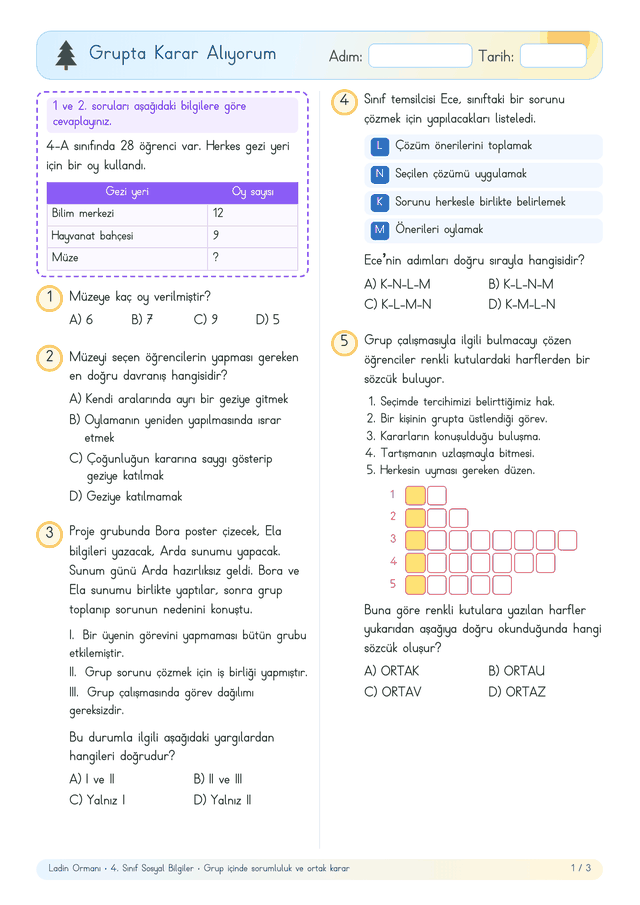 Grupta Karar Alıyorum
Adım:
Tarih:
1 ve 2. soruları aşağıdaki bilgilere göre
cevaplayınız.
4-A sınıfında 28 öğrenci var. Herkes gezi yeri
için bir oy kullandı.
Gezi yeri Oy sayısı
Bilim merkezi 12
Hayvanat bahçesi 9
Müze ?
1 Müzeye kaç oy verilmiştir?
A) 6 B) 7 C) 9 D) 5
2 Müzeyi seçen öğrencilerin yapması gereken
en doğru davranış hangisidir?
A) Kendi aralarında ayrı bir geziye gitmek
B) Oylamanın yeniden yapılmasında ısrar
etmek
C) Çoğunluğun kararına saygı gösterip
geziye katılmak
D) Geziye katılmamak
3 Proje grubunda Bora poster çizecek, Ela
bilgileri yazacak, Arda sunumu yapacak.
Sunum günü Arda hazırlıksız geldi. Bora ve
Ela sunumu birlikte yaptılar, sonra grup
toplanıp sorunun nedenini konuştu.
I. Bir üyenin görevini yapmaması bütün grubu
etkilemiştir.
II. Grup sorunu çözmek için iş birliği yapmıştır.
III. Grup çalışmasında görev dağılımı
gereksizdir.
Bu durumla ilgili aşağıdaki yargılardan
hangileri doğrudur?
A) I ve II B) II ve III
C) Yalnız I D) Yalnız II
4 Sınıf temsilcisi Ece, sınıftaki bir sorunu
çözmek için yapılacakları listeledi.
L Çözüm önerilerini toplamak
N Seçilen çözümü uygulamak
K Sorunu herkesle birlikte belirlemek
M Önerileri oylamak
Ece'nin adımları doğru sırayla hangisidir?
A) K-N-L-M B) K-L-N-M
C) K-L-M-N D) K-M-L-N
5 Grup çalışmasıyla ilgili bulmacayı çözen
öğrenciler renkli kutulardaki harflerden bir
sözcük buluyor.
1. Seçimde tercihimizi belirttiğimiz hak.
2. Bir kişinin grupta üstlendiği görev.
3. Kararların konuşulduğu buluşma.
4. Tartışmanın uzlaşmayla bitmesi.
5. Herkesin uyması gereken düzen.
1
2
3
4
5
Buna göre renkli kutulara yazılan harfler
yukarıdan aşağıya doğru okunduğunda hangi
sözcük oluşur?
A) ORTAK B) ORTAU
C) ORTAV D) ORTAZ
Ladin Ormanı • 4. Sınıf Sosyal Bilgiler • Grup içinde sorumluluk ve ortak karar
1 / 3